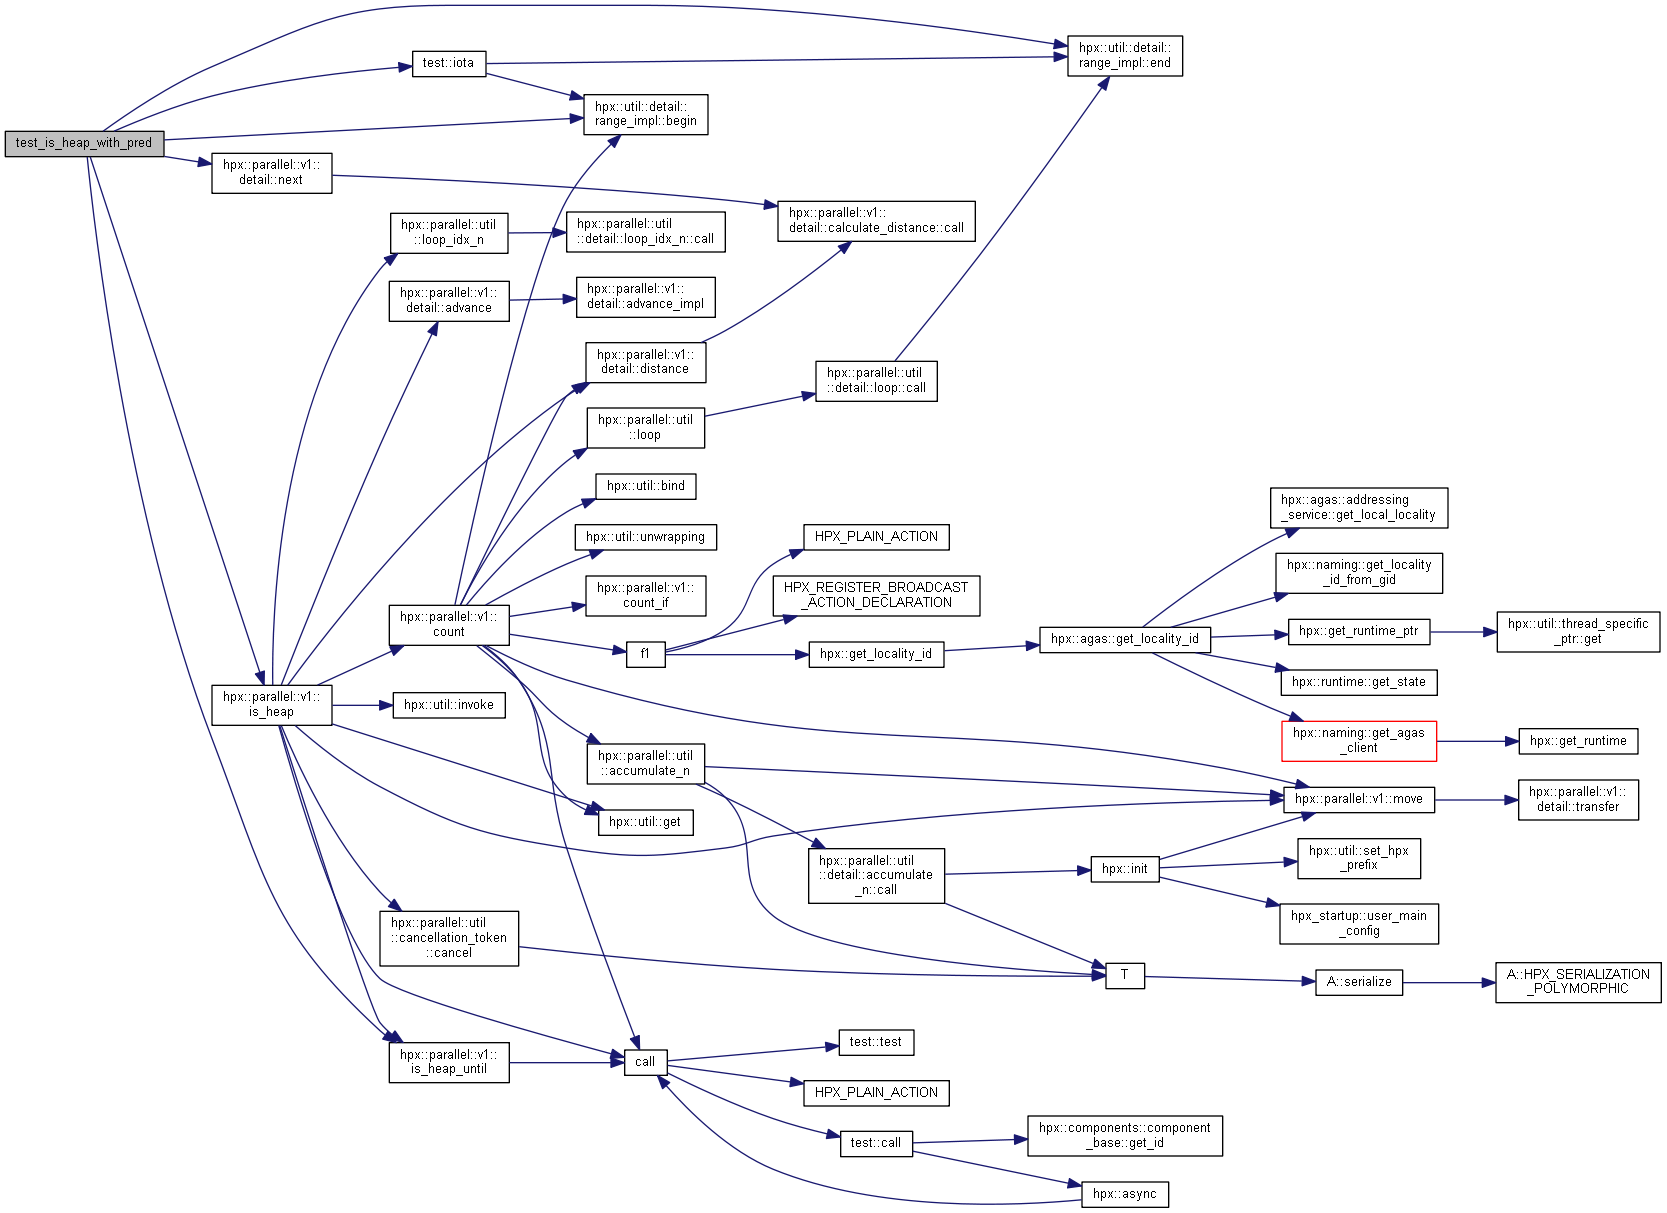 test_is_heap_with_pred
test::iota
hpx::util::detail::
range_impl::end
hpx::util::detail::
range_impl::begin
hpx::parallel::v1::
detail::next
hpx::parallel::v1::
detail::calculate_distance::call
hpx::parallel::util
::loop_idx_n
hpx::parallel::util
::detail::loop_idx_n::call
hpx::parallel::v1::
detail::advance
hpx::parallel::v1::
detail::advance_impl
hpx::parallel::v1::
detail::distance
hpx::parallel::util
::detail::loop::call
hpx::parallel::util
::loop
hpx::util::bind
hpx::util::unwrapping
hpx::parallel::v1::
count_if
hpx::parallel::v1::
count
f1
HPX_PLAIN_ACTION
HPX_REGISTER_BROADCAST
_ACTION_DECLARATION
hpx::get_locality_id
hpx::agas::get_locality_id
hpx::agas::addressing
_service::get_local_locality
hpx::naming::get_locality
_id_from_gid
hpx::get_runtime_ptr
hpx::util::thread_specific
_ptr::get
hpx::runtime::get_state
hpx::naming::get_agas
_client
hpx::get_runtime
hpx::parallel::v1::
is_heap
hpx::util::invoke
hpx::parallel::util
::accumulate_n
hpx::util::get
hpx::parallel::v1::move
hpx::parallel::v1::
detail::transfer
hpx::parallel::util
::detail::accumulate
_n::call
hpx::init
hpx::util::set_hpx
_prefix
hpx_startup::user_main
_config
hpx::parallel::util
::cancellation_token
::cancel
T
A::serialize
A::HPX_SERIALIZATION
_POLYMORPHIC
hpx::parallel::v1::
is_heap_until
call
test::test
HPX_PLAIN_ACTION
test::call
hpx::components::component
_base::get_id
hpx::async